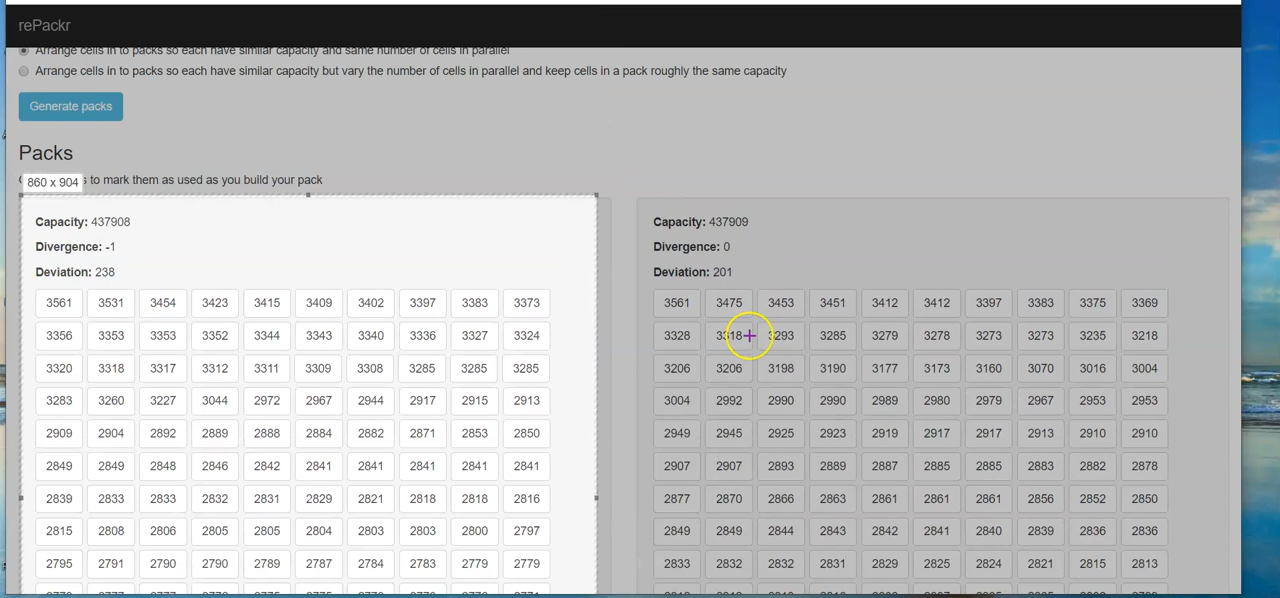 rePackr
Arrange cells in to packs so each have similar capacity and same number of cells in parallel
Arrange cells in to packs so each have similar capacity but vary the number of cells in parallel and keep cells in a pack roughly the same capacity
Generate packs
Packs
860 x 904
to mark them as used as you build your pack
Capacity: 437908
Divergence: -1
Deviation: 238
3561 3531 3454 3423 3415 3409 3402 3397 3383 3373
3356 3353 3353 3352 3344 3343 3340 3336 3327 3324
3320 3318 3317 3312 3311 3309 3308 3285 3285 3285
3283 3260 3227 3044 2972 2967 2944 2917 2915 2913
2909 2904 2892 2889 2888 2884 2882 2871 2853 2850
2849 2849 2848 2846 2842 2841 2841 2841 2841 2841
2839 2833 2833 2832 2831 2829 2821 2818 2818 2816
2815 2808 2806 2805 2805 2804 2803 2803 2800 2797
2795 2791 2790 2790 2789 2787 2784 2783 2779 2779
Capacity: 437909
Divergence: 0
Deviation: 201
3561 3475 3453 3451 3412 3412 3397 3383 3375 3369
3328 3318 3293 3285 3279 3278 3273 3273 3235 3218
3206 3206 3198 3190 3177 3173 3160 3070 3016 3004
3004 2992 2990 2990 2989 2980 2979 2967 2953 2953
2949 2945 2925 2923 2919 2917 2917 2913 2910 2910
2907 2907 2893 2889 2887 2885 2885 2883 2882 2878
2877 2870 2866 2863 2861 2861 2861 2856 2852 2850
2849 2849 2844 2843 2842 2841 2840 2839 2836 2836
2833 2832 2832 2831 2829 2825 2824 2821 2815 2813